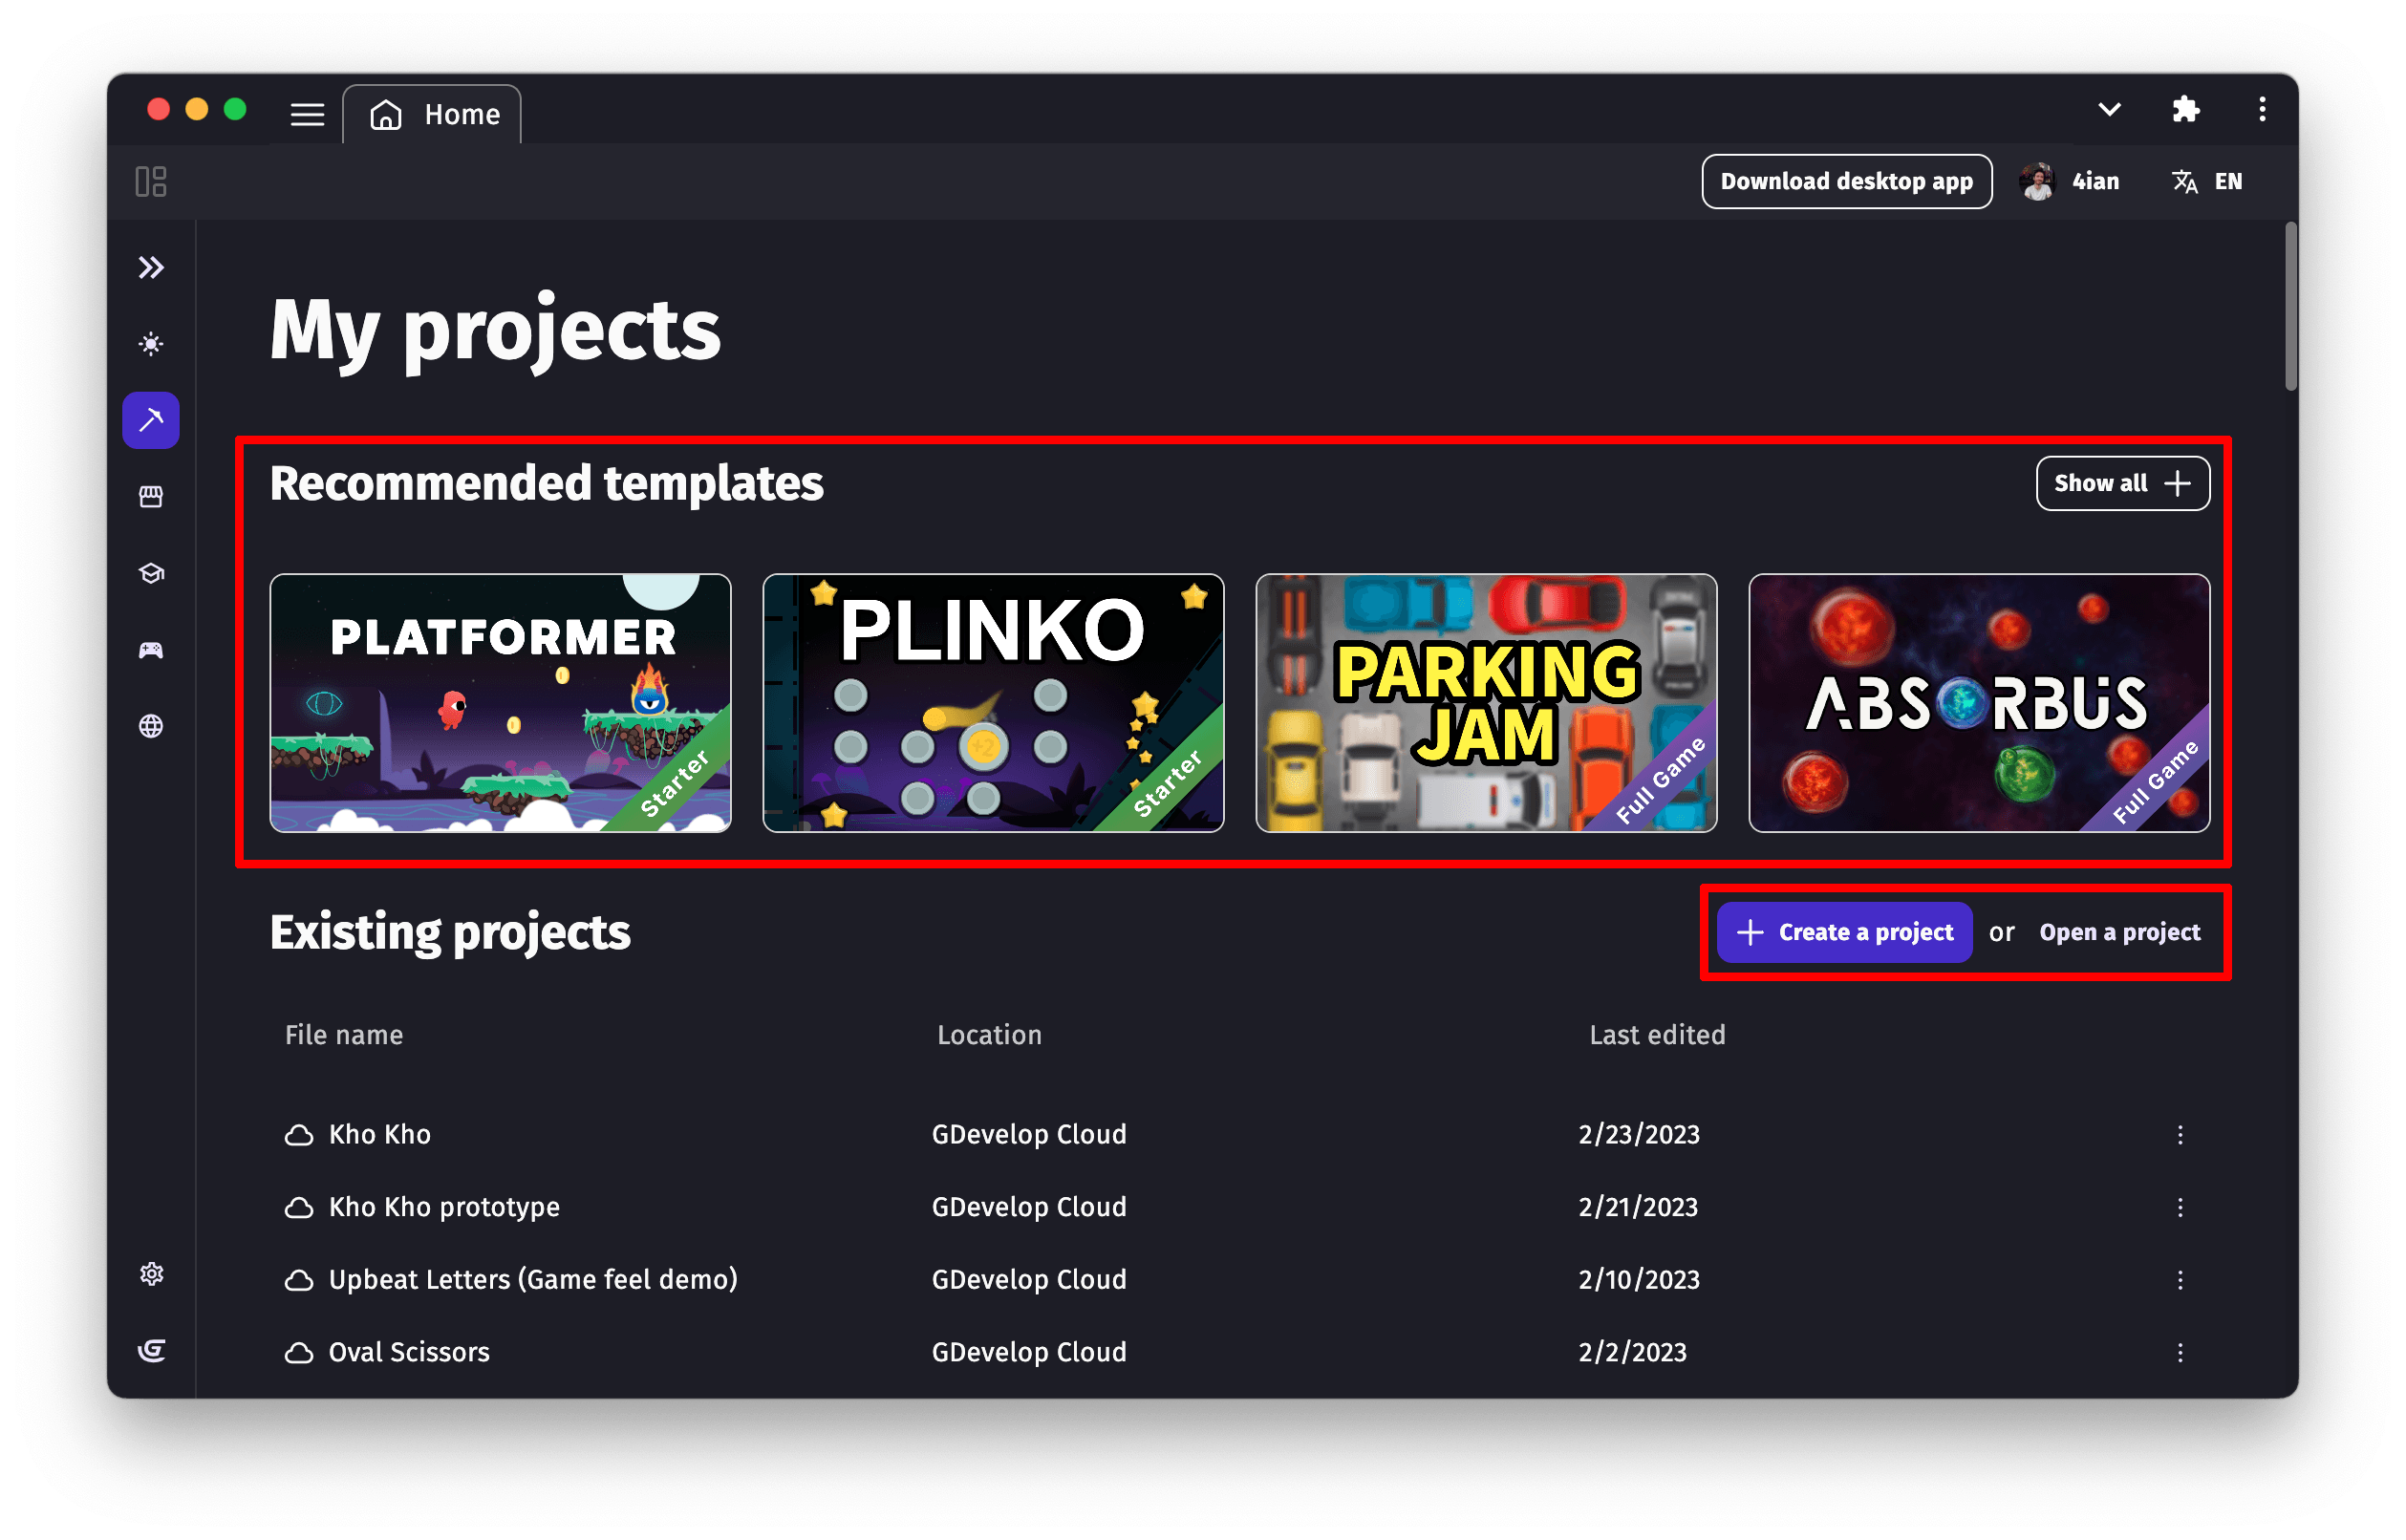 Home
Download desktop app 4ian EN
My projects
Recommended templates
Show all
PLATFORMER
Starter
PLINKO
+2
Starter
PARKING
JAM
Full Game
ABSORBUS
Full Game
Existing projects
Create a project or Open a project
File name Location Last edited
Kho Kho GDevelop Cloud 2/23/2023
Kho Kho prototype GDevelop Cloud 2/21/2023
Upbeat Letters (Game feel demo) GDevelop Cloud 2/10/2023
Oval Scissors GDevelop Cloud 2/2/2023